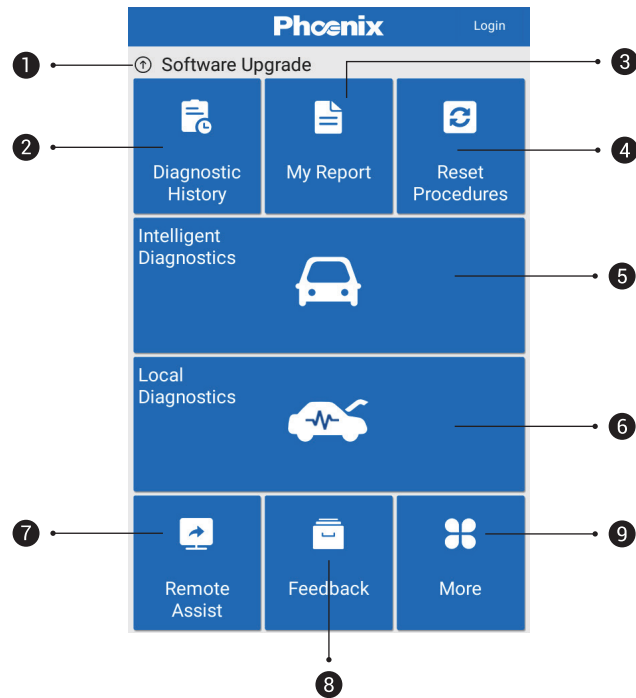 Phoenix
Login
1
Software Upgrade
3
2
Diagnostic
History
My Report
Reset
Procedures
4
Intelligent
Diagnostics
5
Local
Diagnostics
6
7
Remote
Assist
Feedback
More
9
8